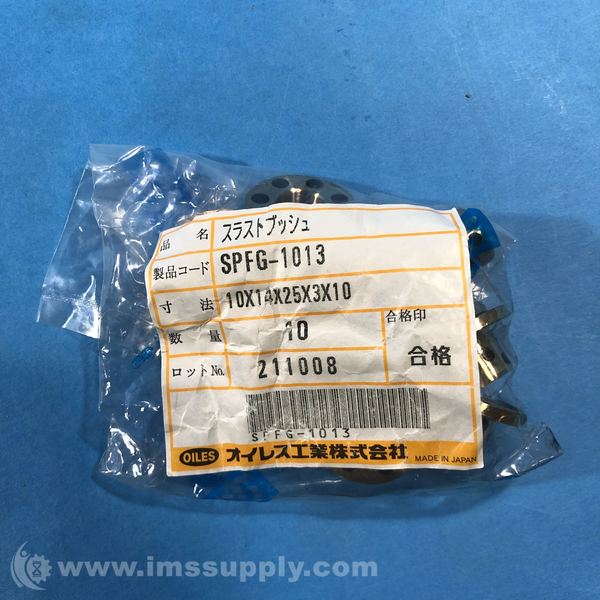 品名 スラストブッシュ
製品コード SPFG-1013
寸法 10X14X25X3X10
数量 10 合格印
ロットNo. 211008 合格
SPFG-1013
OILES オイレス工業株式会社 MADE IN JAPAN
www.imssupply.com